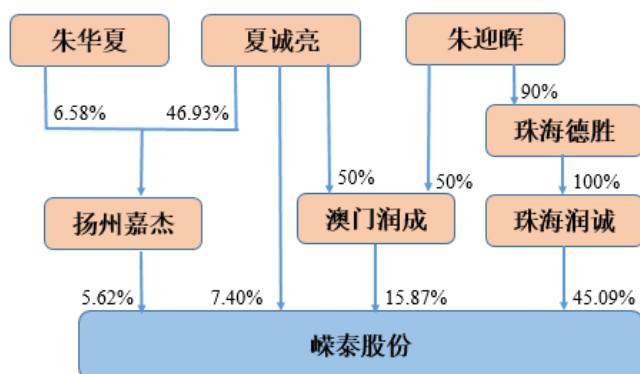 朱华夏
夏诚亮
朱迎晖
6.58%
46.93%
90%
珠海德胜
50%
50%
100%
扬州嘉杰
澳门润成
珠海润诚
5.62%
7.40%
15.87%
45.09%
嵘泰股份